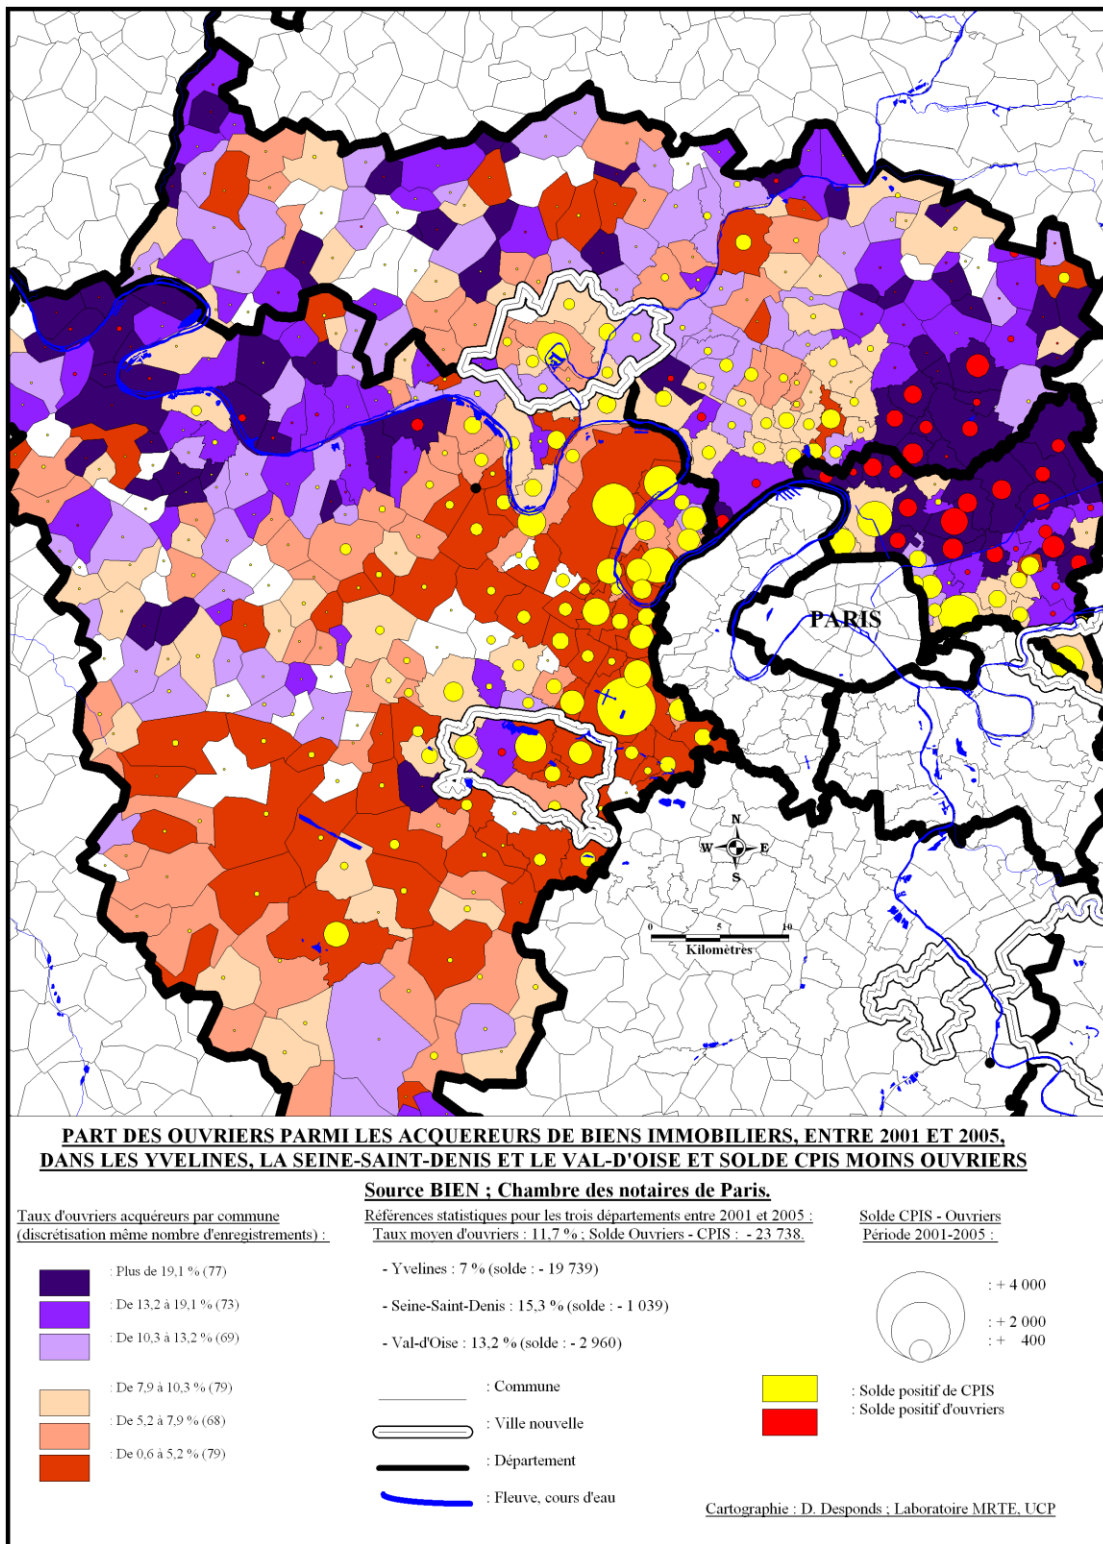 PARIS
N
W E
S
0 5 10
Kilomètres
PART DES OUVRIERS PARMI LES ACQUEREURS DE BIENS IMMOBILIERS, ENTRE 2001 ET 2005,
DANS LES YVELINES, LA SEINE-SAINT-DENIS ET LE VAL-D'OISE ET SOLDE CPIS MOINS OUVRIERS
Source BIEN ; Chambre des notaires de Paris.
Taux d'ouvriers acquéreurs par commune
(discrétisation même nombre d'enregistrements) :
: Plus de 19,1 % (77)
: De 13,2 à 19,1 % (73)
: De 10,3 à 13,2 % (69)
: De 7,9 à 10,3 % (79)
: De 5,2 à 7,9 % (68)
: De 0,6 à 5,2 % (79)
Références statistiques pour les trois départements entre 2001 et 2005 :
Taux moyen d'ouvriers : 11,7 % ; Solde Ouvriers - CPIS : - 23 738.
- Yvelines : 7 % (solde : - 19 739)
- Seine-Saint-Denis : 15,3 % (solde : - 1 039)
- Val-d'Oise : 13,2 % (solde : - 2 960)
: Commune
: Ville nouvelle
: Département
: Fleuve, cours d'eau
Solde CPIS - Ouvriers
Période 2001-2005 :
: + 4 000
: + 2 000
: + 400
: Solde positif de CPIS
: Solde positif d'ouvriers
Cartographie : D. Desponds ; Laboratoire MRTE, UCP